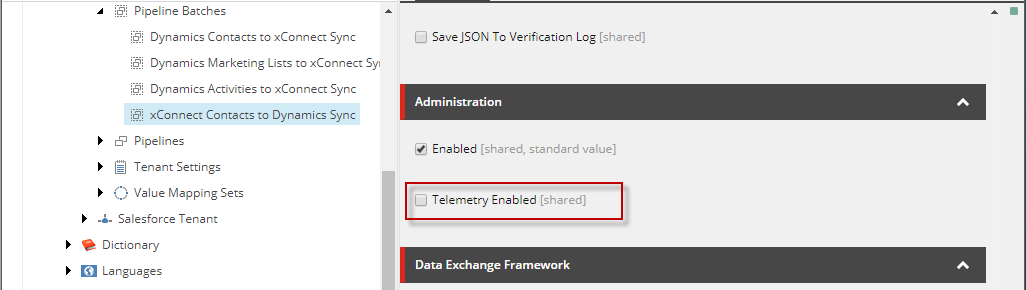 Pipeline Batches
Dynamics Contacts to xConnect Sync
Dynamics Marketing Lists to xConnect Sy
Dynamics Activities to xConnect Sync
xConnect Contacts to Dynamics Sync
Pipelines
Tenant Settings
Value Mapping Sets
Salesforce Tenant
Dictionary
Languages
Save JSON To Verification Log [shared]
Administration
Enabled [shared, standard value]
Telemetry Enabled [shared]
Data Exchange Framework